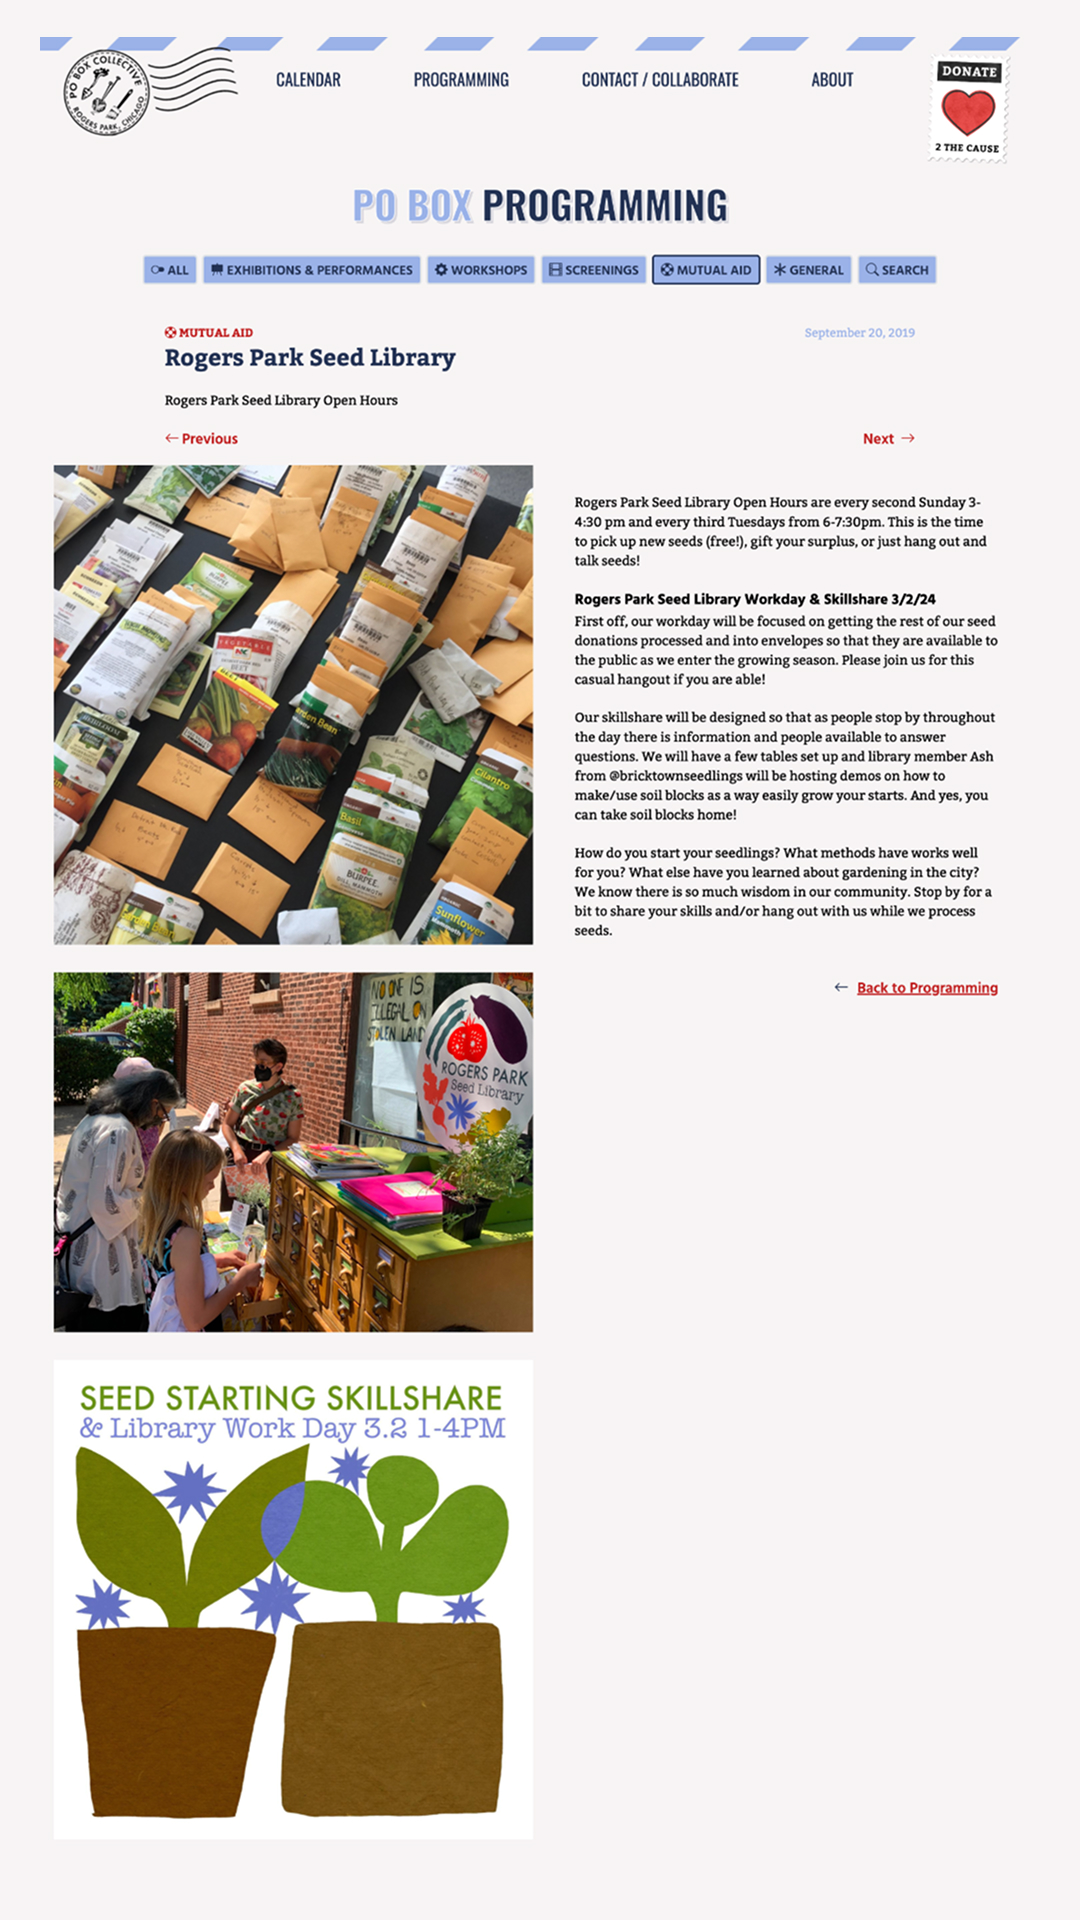 PO BOX COLLECTIVE
ROGERS PARK, CHICAGO
CALENDAR
PROGRAMMING
CONTACT / COLLABORATE
ABOUT
DONATE
2 THE CAUSE
PO BOX PROGRAMMING
ALL
EXHIBITIONS & PERFORMANCES
WORKSHOPS
SCREENINGS
MUTUAL AID
GENERAL
SEARCH
MUTUAL AID
September 20, 2019
Rogers Park Seed Library
Rogers Park Seed Library Open Hours
← Previous
Next →
Rogers Park Seed Library Open Hours are every second Sunday 3-
4:30 pm and every third Tuesdays from 6-7:30pm. This is the time
to pick up new seeds (free!), gift your surplus, or just hang out and
talk seeds!
Rogers Park Seed Library Workday & Skillshare 3/2/24
First off, our workday will be focused on getting the rest of our seed
donations processed and into envelopes so that they are available to
the public as we enter the growing season. Please join us for this
casual hangout if you are able!
Our skillshare will be designed so that as people stop by throughout
the day there is information and people available to answer
questions. We will have a few tables set up and library member Ash
from @bricktownseedlings will be hosting demos on how to
make/use soil blocks as a way easily grow your starts. And yes, you
can take soil blocks home!
How do you start your seedlings? What methods have works well
for you? What else have you learned about gardening in the city?
We know there is so much wisdom in our community. Stop by for a
bit to share your skills and/or hang out with us while we process
seeds.
← Back to Programming
BURPEE
VEGETABLE
BEET
Garden Bean
Cilantro
Basil
BURPEE
DILL, MAMMOTH
Sunflower
Mammoth
Garden Bean
NO ONE IS
ILLEGAL ON
STOLEN LAND
ROGERS PARK
Seed Library
SEED STARTING SKILLSHARE
& Library Work Day 3.2 1-4PM